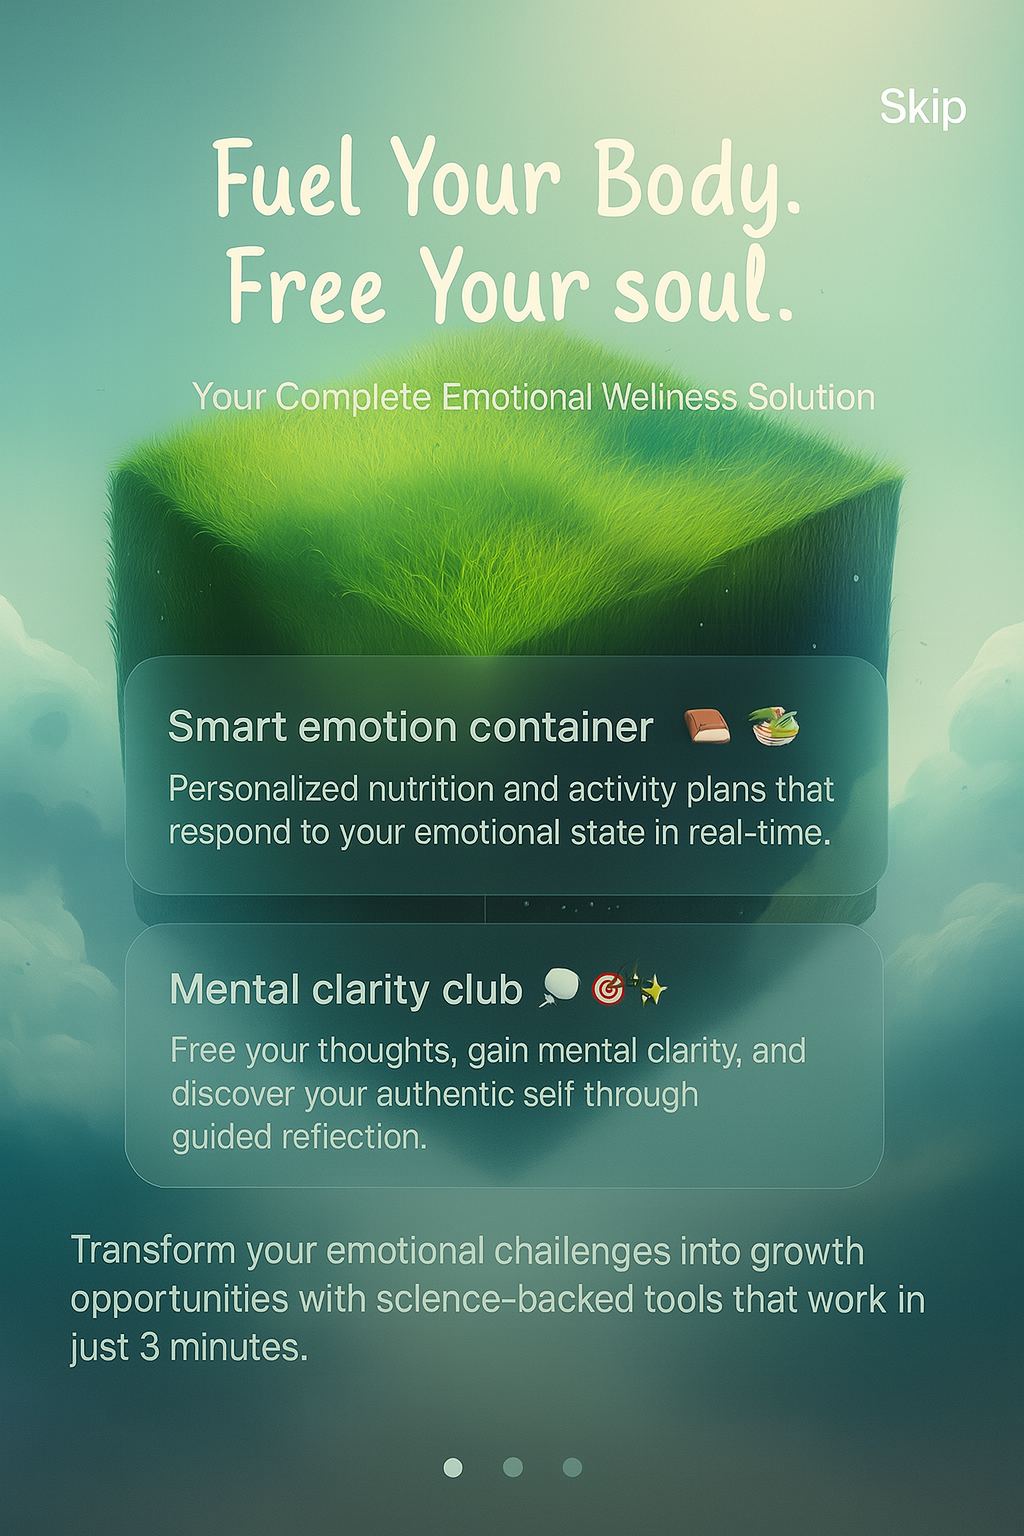 Skip
Fuel Your Body.
Free Your soul.
Your Complete Emotional Weliness Solution
Smart emotion container
Personalized nutrition and activity plans that
respond to your emotional state in real-time.
Mental clarity club
Free your thoughts, gain mental clarity, and
discover your authentic self through
guided refiection.
Transform your emotional chailenges into growth
opportunities with sclence-backed tools that work in
just 3 minutes.